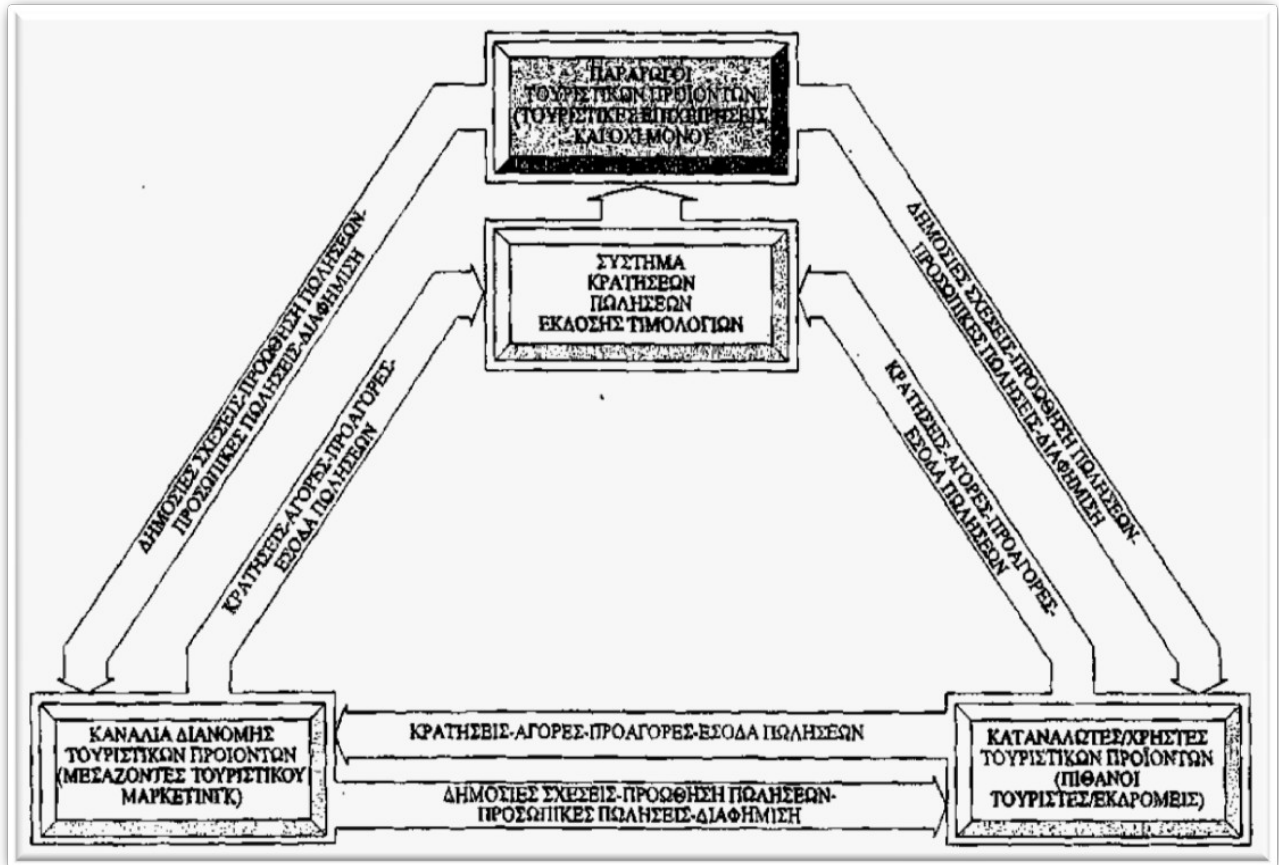 ΠΑΡΑΓΩΓΟΙ
ΤΟΥΡΙΣΤΙΚΩΝ ΠΡΟΪΟΝΤΩΝ
(ΤΟΥΡΙΣΤΙΚΕΣ ΕΠΙΧΕΙΡΗΣΕΙΣ
ΚΑΙ ΟΧΙ ΜΟΝΟ)
ΣΥΣΤΗΜΑ
ΚΡΑΤΗΣΕΩΝ
ΠΩΛΗΣΕΩΝ
ΕΚΔΟΣΗΣ ΤΙΜΟΛΟΓΙΩΝ
ΔΗΜΟΣΙΕΣ ΣΧΕΣΕΙΣ-ΠΡΟΩΘΗΣΗ ΠΩΛΗΣΕΩΝ-
ΠΡΟΣΩΠΙΚΕΣ ΠΩΛΗΣΕΙΣ-ΔΙΑΦΗΜΙΣΗ
ΚΡΑΤΗΣΕΙΣ-ΑΓΟΡΕΣ-ΠΡΟΑΓΟΡΕΣ-
ΕΣΟΔΑ ΠΩΛΗΣΕΩΝ
ΚΡΑΤΗΣΕΙΣ-ΑΓΟΡΕΣ-ΠΡΟΑΓΟΡΕΣ-
ΕΣΟΔΑ ΠΩΛΗΣΕΩΝ
ΔΗΜΟΣΙΕΣ ΣΧΕΣΕΙΣ-ΠΡΟΩΘΗΣΗ ΠΩΛΗΣΕΩΝ-
ΠΡΟΣΩΠΙΚΕΣ ΠΩΛΗΣΕΙΣ-ΔΙΑΦΗΜΙΣΗ
ΚΑΝΑΛΙΑ ΔΙΑΝΟΜΗΣ
ΤΟΥΡΙΣΤΙΚΩΝ ΠΡΟΙΟΝΤΩΝ
(ΜΕΣΑΖΟΝΤΕΣ ΤΟΥΡΙΣΤΙΚΟΥ
ΜΑΡΚΕΤΙΝΓΚ)
ΚΡΑΤΗΣΕΙΣ-ΑΓΟΡΕΣ-ΠΡΟΑΓΟΡΕΣ-ΕΣΟΔΑ ΠΩΛΗΣΕΩΝ
ΔΗΜΟΣΙΕΣ ΣΧΕΣΕΙΣ-ΠΡΟΩΘΗΣΗ ΠΩΛΗΣΕΩΝ-
ΠΡΟΣΩΠΙΚΕΣ ΠΩΛΗΣΕΙΣ-ΔΙΑΦΗΜΙΣΗ
ΚΑΤΑΝΑΛΩΤΕΣ/ΧΡΗΣΤΕΣ
ΤΟΥΡΙΣΤΙΚΩΝ ΠΡΟΪΟΝΤΩΝ
(ΠΙΘΑΝΟΙ
ΤΟΥΡΙΣΤΕΣ/ΕΚΔΡΟΜΕΙΣ)